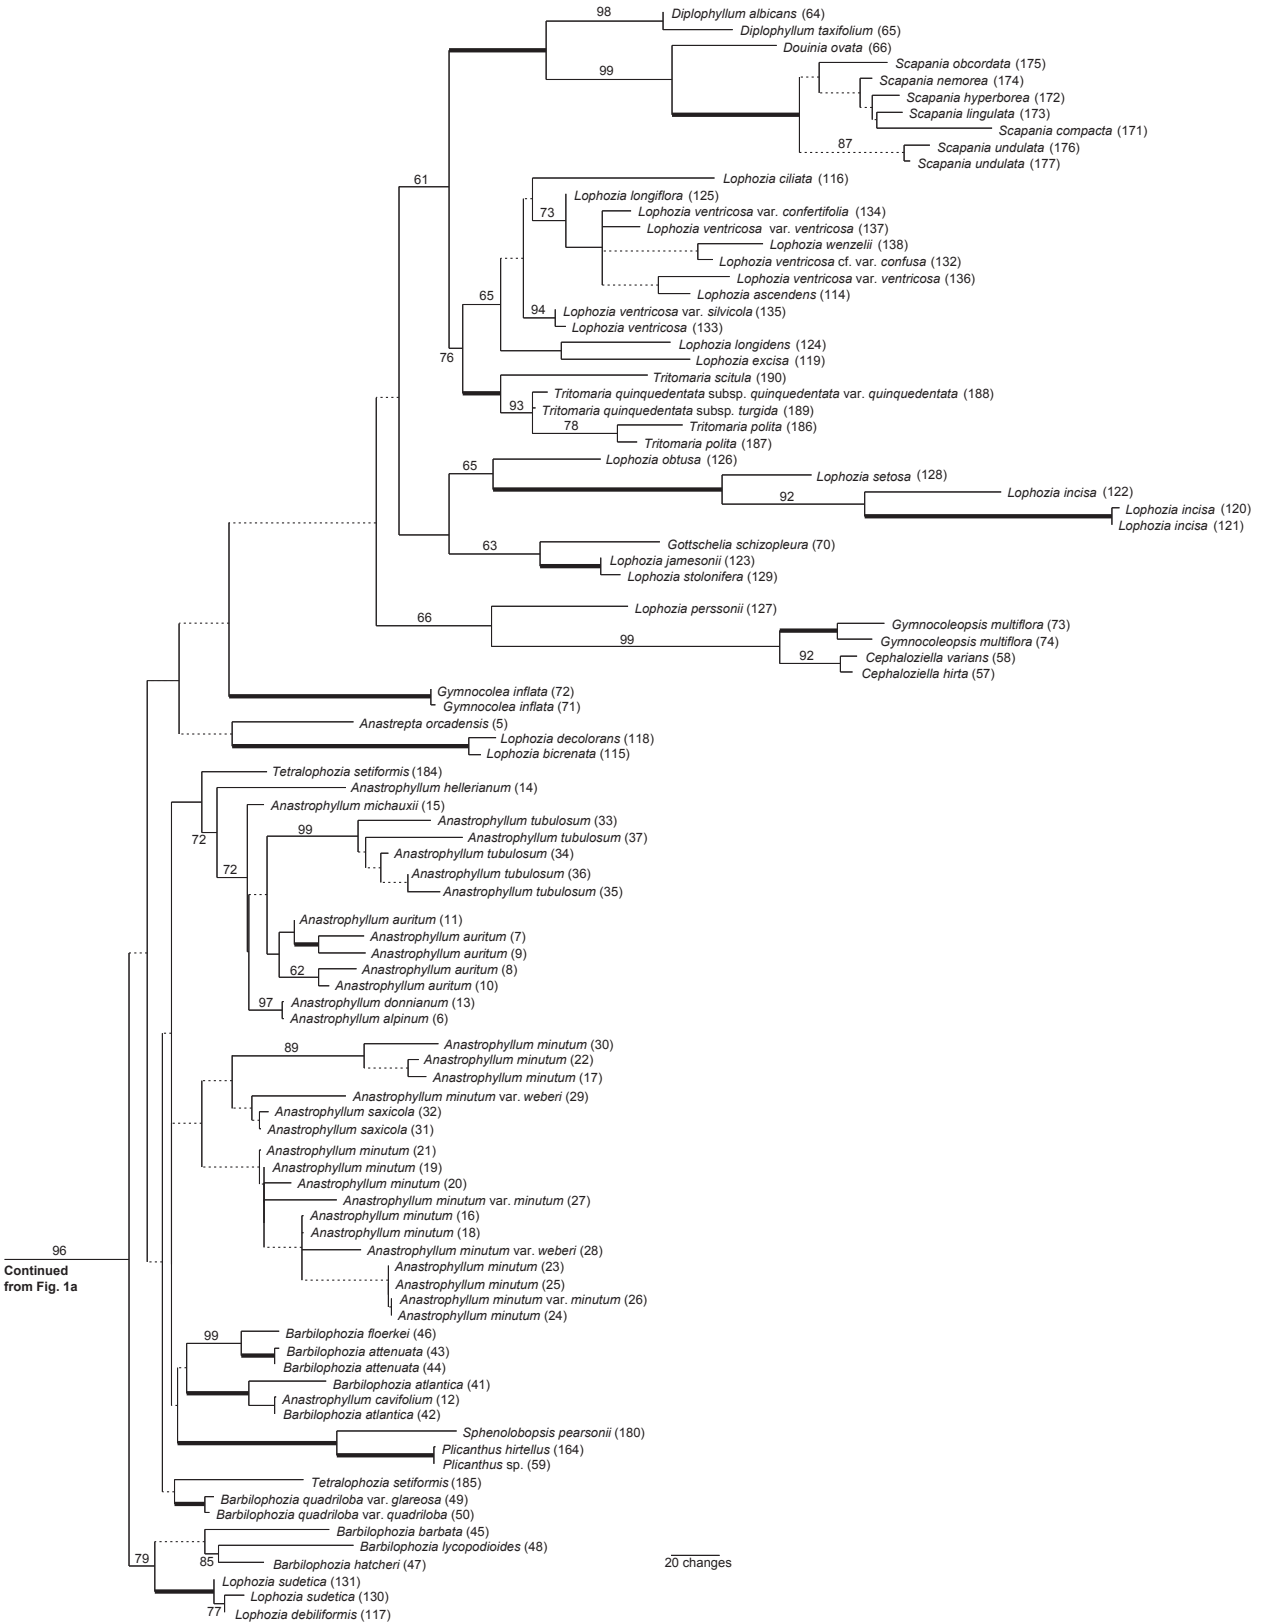 98
Diplophyllum albicans (64)
Diplophyllum taxifolium (65)
Douinia ovata (66)
99
Scapania obcordata (175)
Scapania nemorea (174)
Scapania hyperborea (172)
Scapania lingulata (173)
Scapania compacta (171)
87
Scapania undulata (176)
Scapania undulata (177)
61
Lophozia ciliata (116)
Lophozia longiflora (125)
73
Lophozia ventricosa var. confertifolia (134)
Lophozia ventricosa var. ventricosa (137)
Lophozia wenzelii (138)
Lophozia ventricosa cf. var. confusa (132)
Lophozia ventricosa var. ventricosa (136)
65
Lophozia ascendens (114)
94
Lophozia ventricosa var. silvicola (135)
Lophozia ventricosa (133)
Lophozia longidens (124)
76
Lophozia excisa (119)
Tritomaria scitula (190)
Tritomaria quinquedentata subsp. quinquedentata var. quinquedentata (188)
93
Tritomaria quinquedentata subsp. turgida (189)
78
Tritomaria polita (186)
Tritomaria polita (187)
65
Lophozia obtusa (126)
Lophozia setosa (128)
92
Lophozia incisa (122)
Lophozia incisa (120)
Lophozia incisa (121)
63
Gottschelia schizopleura (70)
Lophozia jamesonii (123)
Lophozia stolonifera (129)
Lophozia perssonii (127)
66
Gymnocoleopsis multiflora (73)
99
Gymnocoleopsis multiflora (74)
92
Cephaloziella varians (58)
Cephaloziella hirta (57)
Gymnocolea inflata (72)
Gymnocolea inflata (71)
Anastrepta orcadensis (5)
Lophozia decolorans (118)
Lophozia bicrenata (115)
Tetralophozia setiformis (184)
Anastrophyllum hellerianum (14)
Anastrophyllum michauxii (15)
99
Anastrophyllum tubulosum (33)
72
Anastrophyllum tubulosum (37)
Anastrophyllum tubulosum (34)
72
Anastrophyllum tubulosum (36)
Anastrophyllum tubulosum (35)
Anastrophyllum auritum (11)
Anastrophyllum auritum (7)
Anastrophyllum auritum (9)
62
Anastrophyllum auritum (8)
Anastrophyllum auritum (10)
97
Anastrophyllum donnianum (13)
Anastrophyllum alpinum (6)
89
Anastrophyllum minutum (30)
Anastrophyllum minutum (22)
Anastrophyllum minutum (17)
Anastrophyllum minutum var. weberi (29)
Anastrophyllum saxicola (32)
Anastrophyllum saxicola (31)
Anastrophyllum minutum (21)
Anastrophyllum minutum (19)
Anastrophyllum minutum (20)
Anastrophyllum minutum var. minutum (27)
Anastrophyllum minutum (16)
Anastrophyllum minutum (18)
96
Anastrophyllum minutum var. weberi (28)
Continued
from Fig. 1a
Anastrophyllum minutum (23)
Anastrophyllum minutum (25)
Anastrophyllum minutum var. minutum (26)
Anastrophyllum minutum (24)
99
Barbilophozia floerkei (46)
Barbilophozia attenuata (43)
Barbilophozia attenuata (44)
Barbilophozia atlantica (41)
Anastrophyllum cavifolium (12)
Barbilophozia atlantica (42)
Sphenolobopsis pearsonii (180)
Plicanthus hirtellus (164)
Plicanthus sp. (59)
Tetralophozia setiformis (185)
Barbilophozia quadriloba var. glareosa (49)
Barbilophozia quadriloba var. quadriloba (50)
Barbilophozia barbata (45)
Barbilophozia lycopodioides (48)
79
85
Barbilophozia hatcheri (47)
20 changes
Lophozia sudetica (131)
Lophozia sudetica (130)
77
Lophozia debiliformis (117)